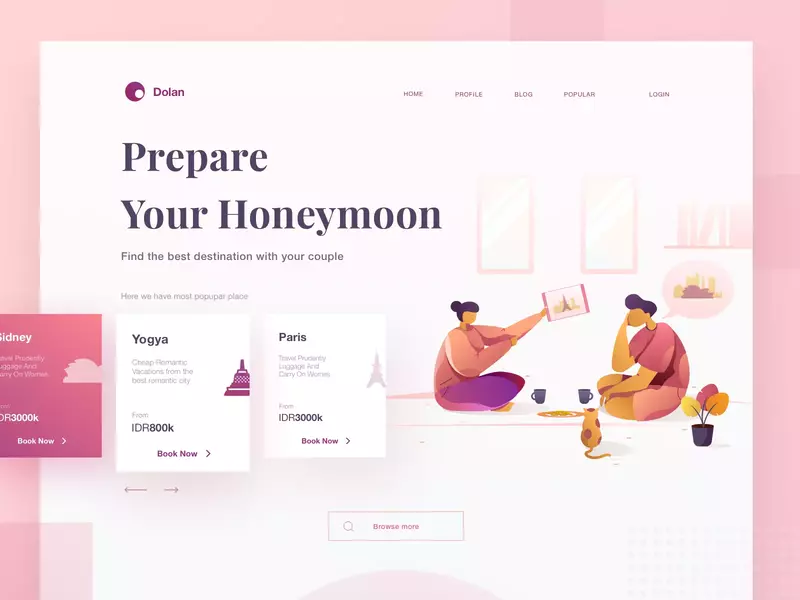 Dolan
HOME PROFILE BLOG POPULAR LOGIN
Prepare
Your Honeymoon
Find the best destination with your couple
Here we have most popupar place
Sidney
Travel Prudently
Luggage And
Carry On Worries
From
IDR3000k
Book Now
Yogya
Cheap Romantic
Vacations from the
best romantic city
From
IDR800k
Book Now
Paris
Travel Prudently
Luggage And
Carry On Worries
From
IDR3000k
Book Now
Browse more